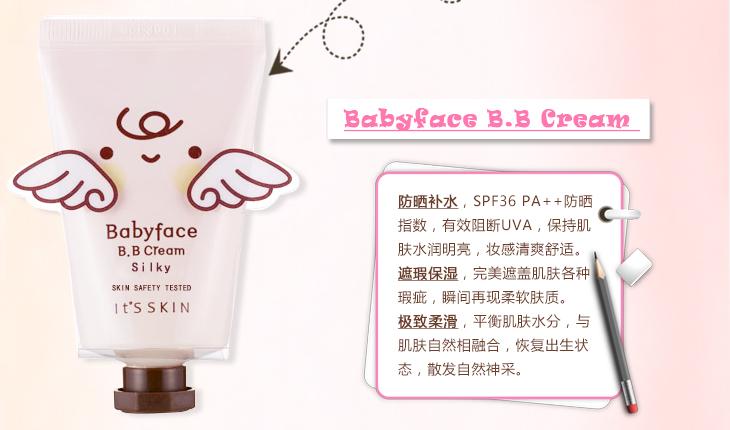 Babyface
B.B Cream
Silky
SKIN SAFETY TESTED
It'S SKIN
Babyface B.B Cream
防晒补水，SPF36 PA++防晒
指数，有效阻断UVA，保持肌
肤水润明亮，妆感清爽舒适。
遮瑕保湿，完美遮盖肌肤各种
瑕疵，瞬间再现柔软肤质。
极致柔滑，平衡肌肤水分，与
肌肤自然相融合，恢复出生状
态，散发自然神采。